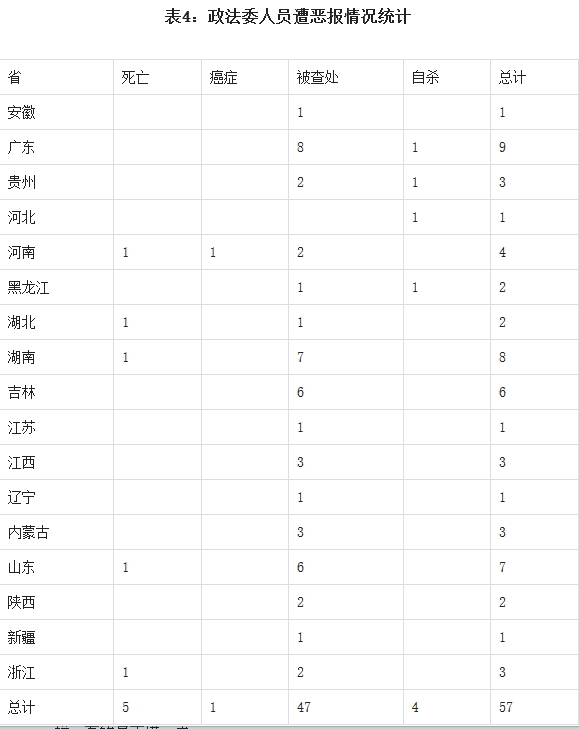 表4：政法委人员遭恶报情况统计
省 死亡 癌症 被查处 自杀 总计
安徽 1 1
广东 8 1 9
贵州 2 1 3
河北 1 1
河南 1 1 2 4
黑龙江 1 1 2
湖北 1 1 2
湖南 1 7 8
吉林 6 6
江苏 1 1
江西 3 3
辽宁 1 1
内蒙古 3 3
山东 1 6 7
陕西 2 2
新疆 1 1
浙江 1 2 3
总计 5 1 47 4 57